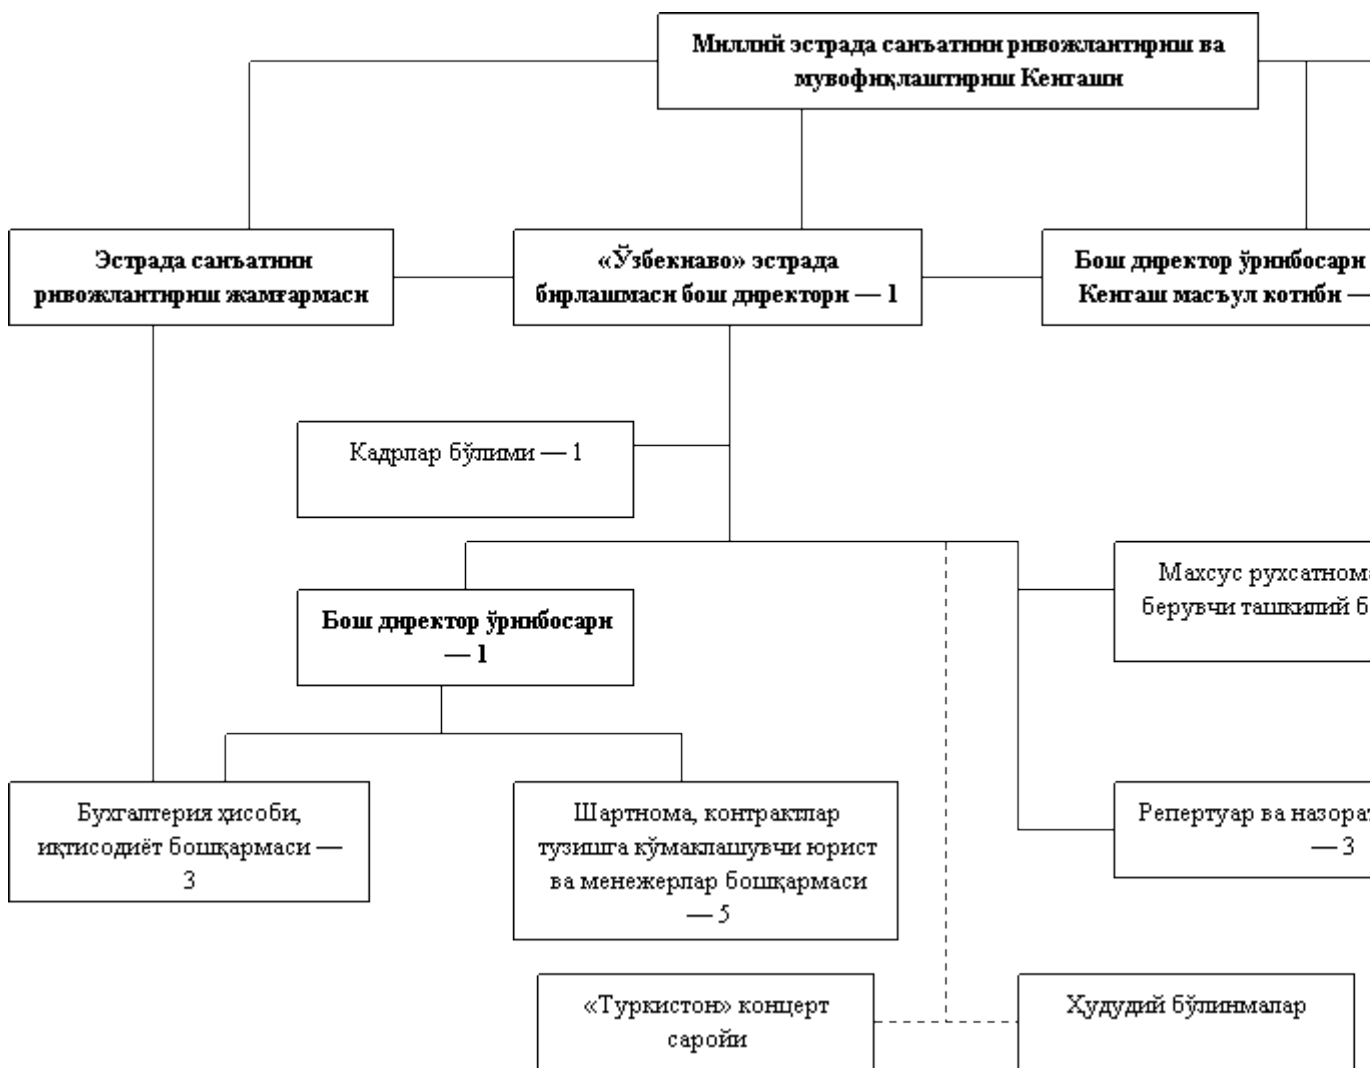 Миллий эстрада санъатини ривожлантириш ва
мувофиқлаштириш Кенгаши
Эстрада санъатини
ривожлантириш жамғармаси
«Ўзбекнаво» эстрада
бирлашмаси бош директори — 1
Бош директор ўринбосари
Кенгаш масъул котиби —
Кадрлар бўлими — 1
Бош директор ўринбосари
— 1
Махсус рухсатнома
берувчи ташкилий б
Бухгалтерия ҳисоби,
иқтисодиёт бошқармаси —
3
Шартнома, контрактлар
тузишга кўмаклашувчи юрист
ва менежерлар бошқармаси
— 5
Репертуар ва назорат
— 3
«Туркистон» концерт
саройи
Ҳудудий бўлинмалар